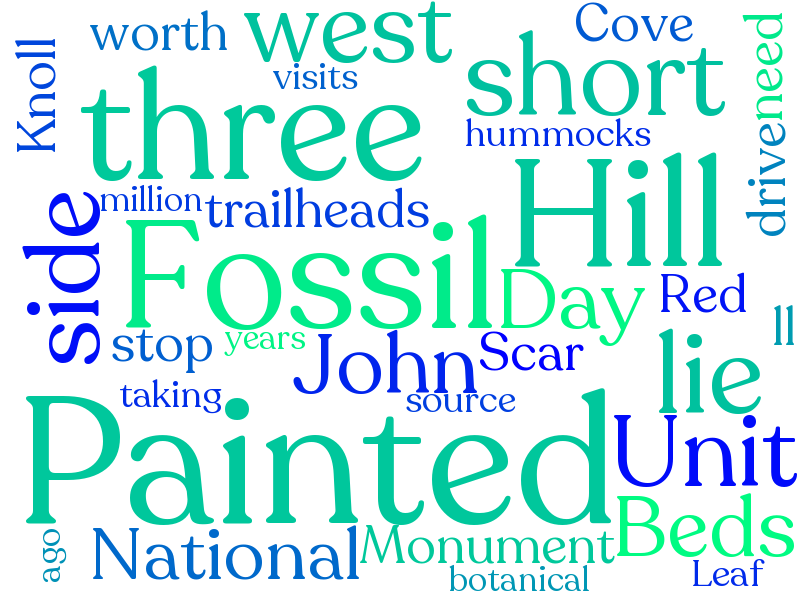 worth
west
Cove
need
Knoll
visits
short
three
hummocks
drive
million
trailheads
Hill
side
Fossil
Day
Red
ll
stop
years
John
Scar
lie
taking
source
Painted
Unit
Beds
ago
National
Monument
botanical
Leaf